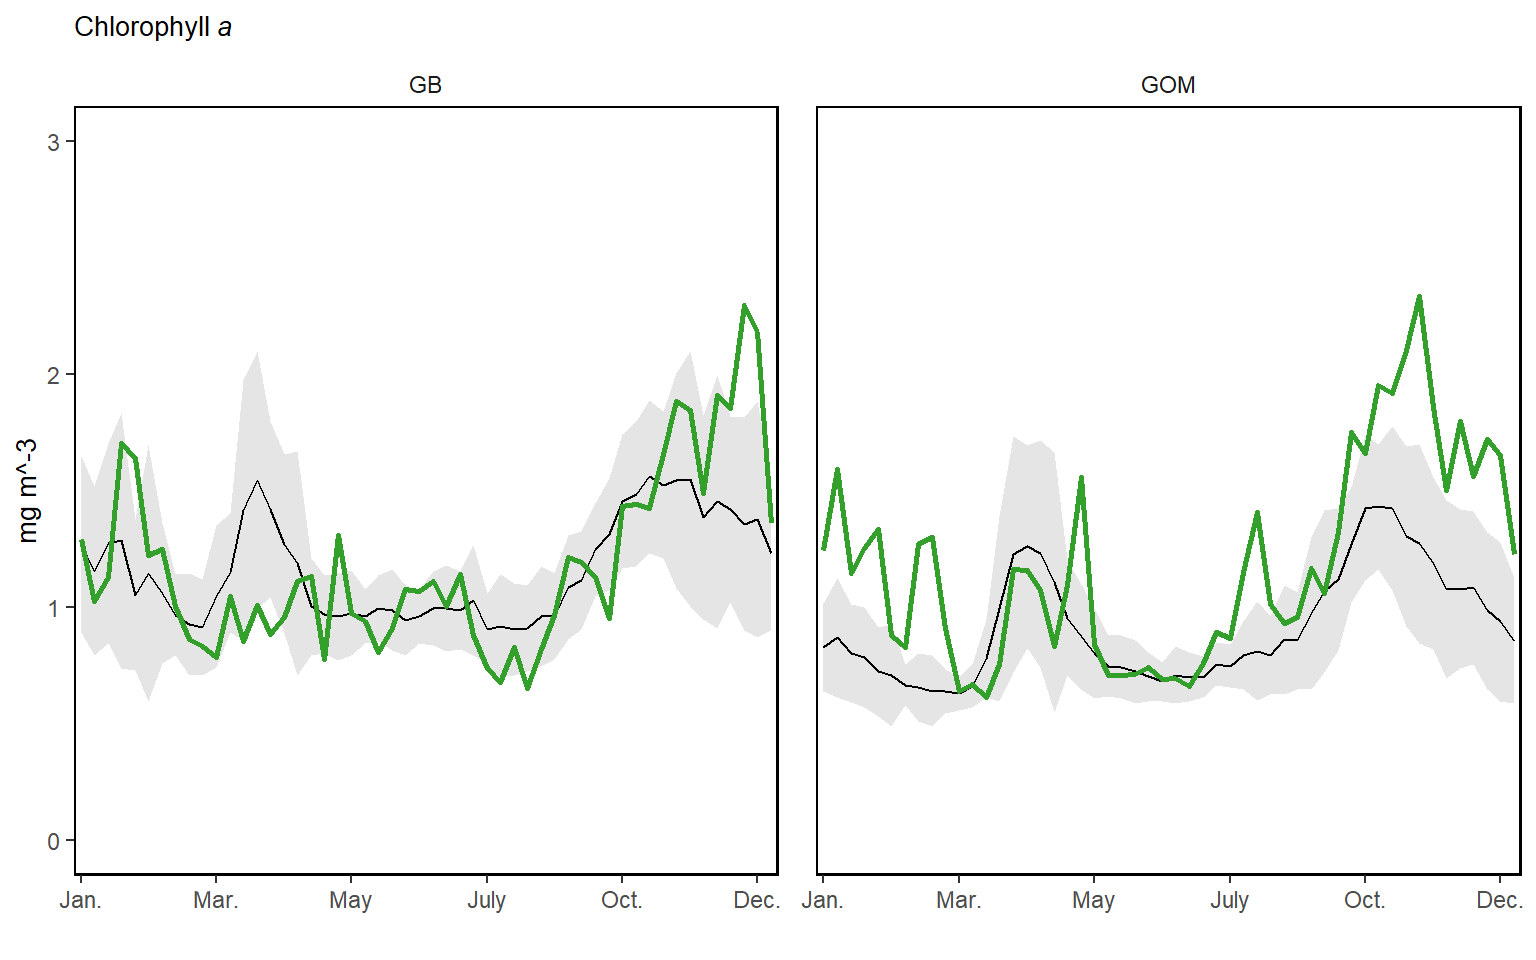 Chlorophyll a
GB
GOM
mg m^-3
3
2
1
0
Jan.
Mar.
May
July
Oct.
Dec.
Jan.
Mar.
May
July
Oct.
Dec.